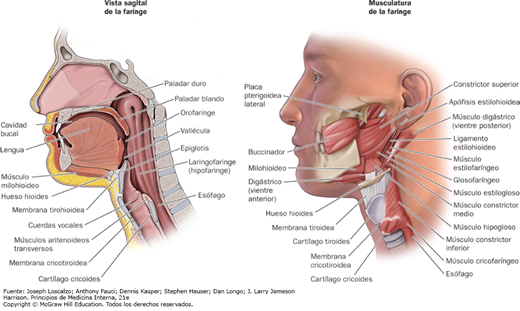 Vista sagital
de la faringe
Paladar duro
Paladar blando
Orofaringe
Vallécula
Epiglotis
Laringofaringe
(hipofaringe)
Esófago
Cavidad
bucal
Lengua
Músculo
milohioideo
Hueso hioides
Membrana tirohioidea
Cuerdas vocales
Músculos aritenoideos
transversos
Membrana cricotiroidea
Cartílago cricoides
Musculatura
de la faringe
Placa
pterigoidea
lateral
Buccinador
Milohioideo
Digástrico
(vientre
anterior)
Hueso hioides
Membrana tiroidea
Cartílago tiroides
Membrana
cricotiroidea
Cartílago cricoides
Constrictor superior
Apófisis estilohioidea
Músculo digástrico
(vientre posterior)
Ligamento
estilohioideo
Músculo
estilofaríngeo
Glosofaríngeo
Músculo estilogloso
Músculo constrictor
medio
Músculo hipogloso
Músculo constrictor
inferior
Músculo cricofaríngeo
Esófago
Fuente: Joseph Loscalzo; Anthony Fauci; Dennis Kasper; Stephen Hauser; Dan Longo; J. Larry Jameson
Harrison. Principios de Medicina Interna, 21e
Copyright © McGraw Hill Education. Todos los derechos reservados.